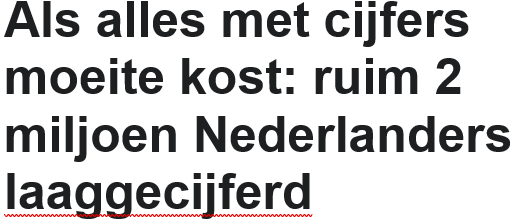 Als alles met cijfers
moeite kost: ruim 2
miljoen Nederlanders
laaggecijferd